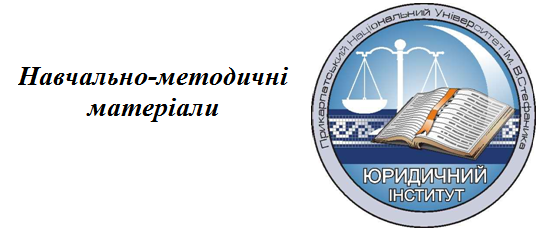 Навчально-методичні
матеріали
Прикарпатський Національний Університет ім. В.Стефаника
ЮРИДИЧНИЙ
ІНСТИТУТ